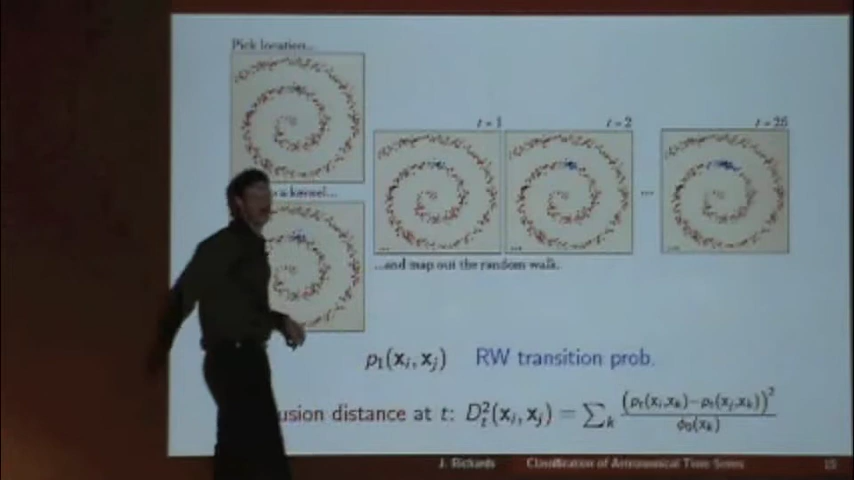 Pick location...
a kernel...
t = 1
t = 2
...
t = 25
...and map out the random walk.
p₁(xᵢ, xⱼ) RW transition prob.
usion distance at t: D²ₜ(xᵢ, xⱼ) = ∑ₖ (pₜ(xᵢ,xₖ)−pₜ(xⱼ,xₖ))² / ϕ₀(xₖ)
J. Richards Classification of Astronomical Time Series 15